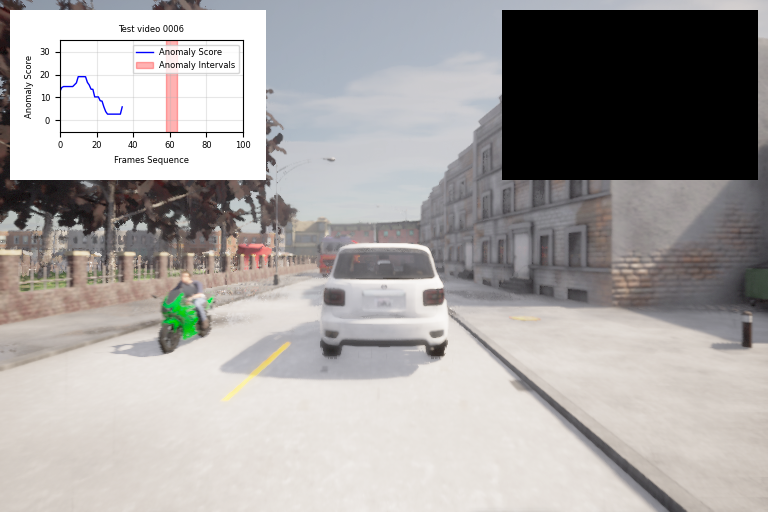 Test video 0006
Anomaly Score
Anomaly Intervals
30
20
10
0
Anomaly Score
0 20 40 60 80 100
Frames Sequence